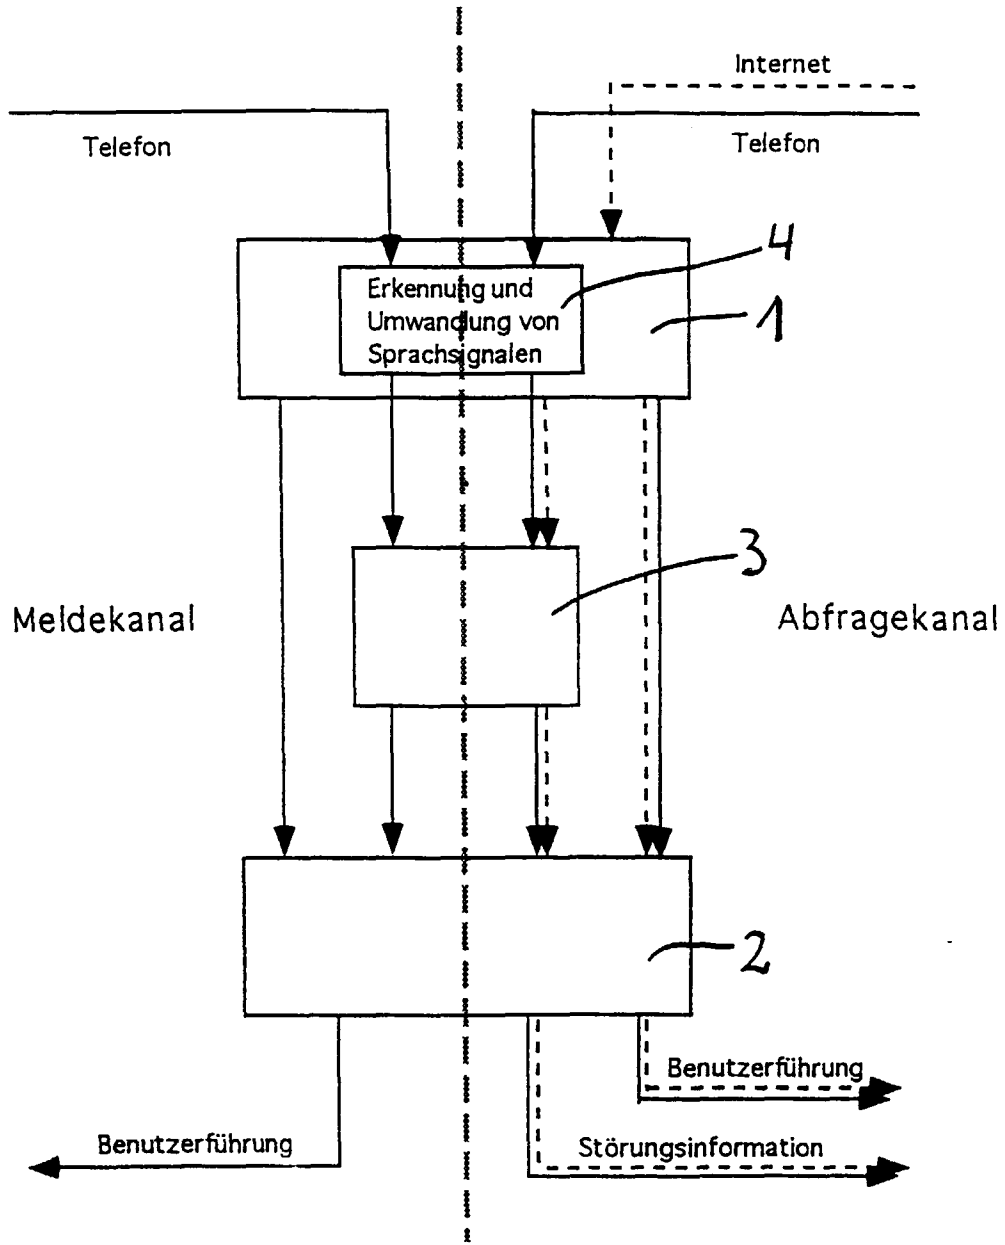 Internet
Telefon
Telefon
4
Erkennung und
Umwandlung von
Sprachsignalen
1
3
Meldekanal
Abfragekanal
2
Benutzerführung
Benutzerführung
Störungsinformation